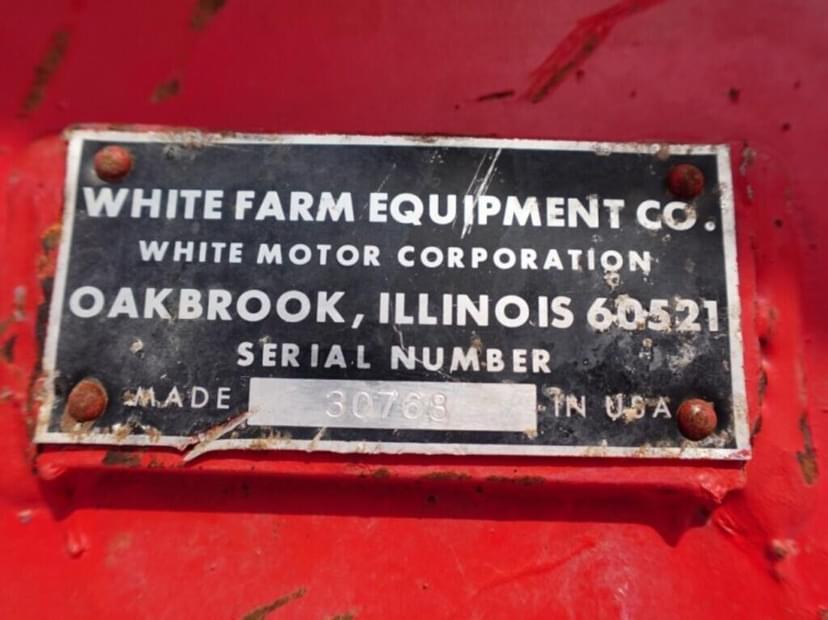 WHITE FARM EQUIPMENT CO.
WHITE MOTOR CORPORATION
OAKBROOK, ILLINOIS 60521
SERIAL NUMBER
MADE 30768 IN USA